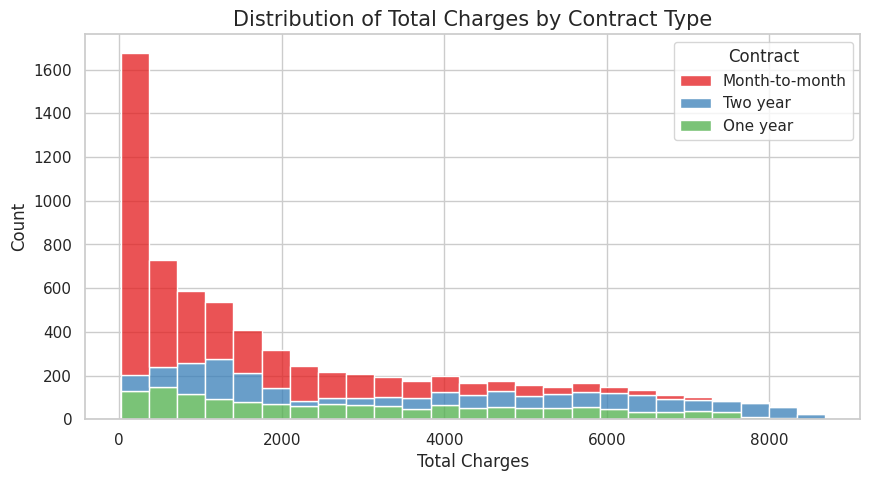 Distribution of Total Charges by Contract Type
Contract
Month-to-month
Two year
One year
Count
1600
1400
1200
1000
800
600
400
200
0
0 2000 4000 6000 8000
Total Charges